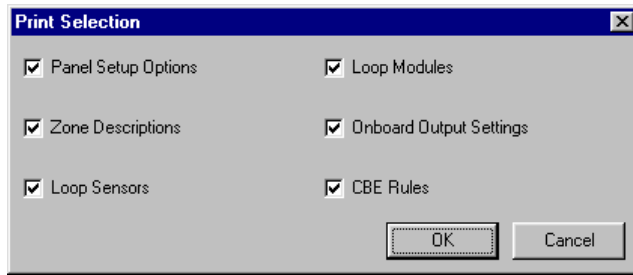 Print Selection
Panel Setup Options
Loop Modules
Zone Descriptions
Onboard Output Settings
Loop Sensors
CBE Rules
OK
Cancel